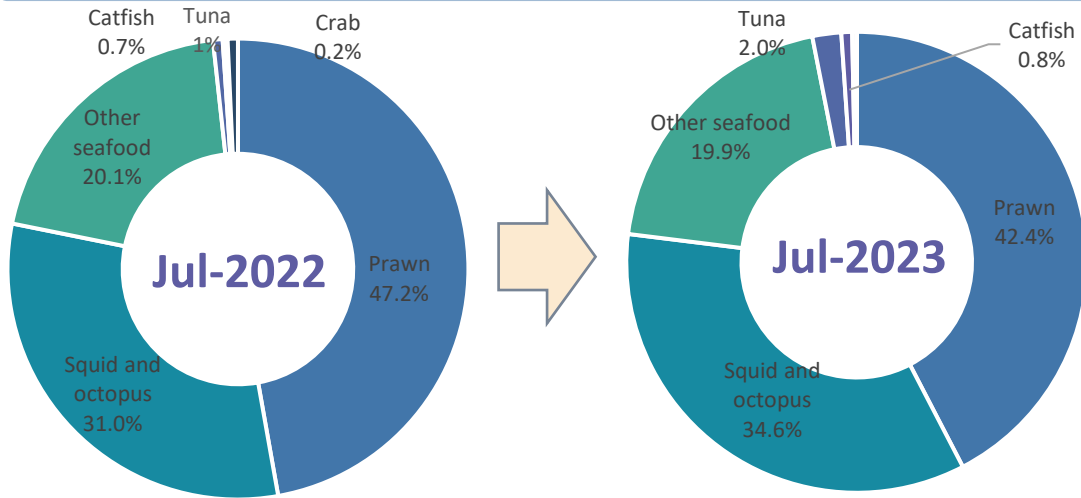 Catfish
0.7%
Tuna
1%
Crab
0.2%
Other
seafood
20.1%
Prawn
47.2%
Squid and
octopus
31.0%
Jul-2022
Tuna
2.0%
Catfish
0.8%
Other seafood
19.9%
Prawn
42.4%
Squid and
octopus
34.6%
Jul-2023